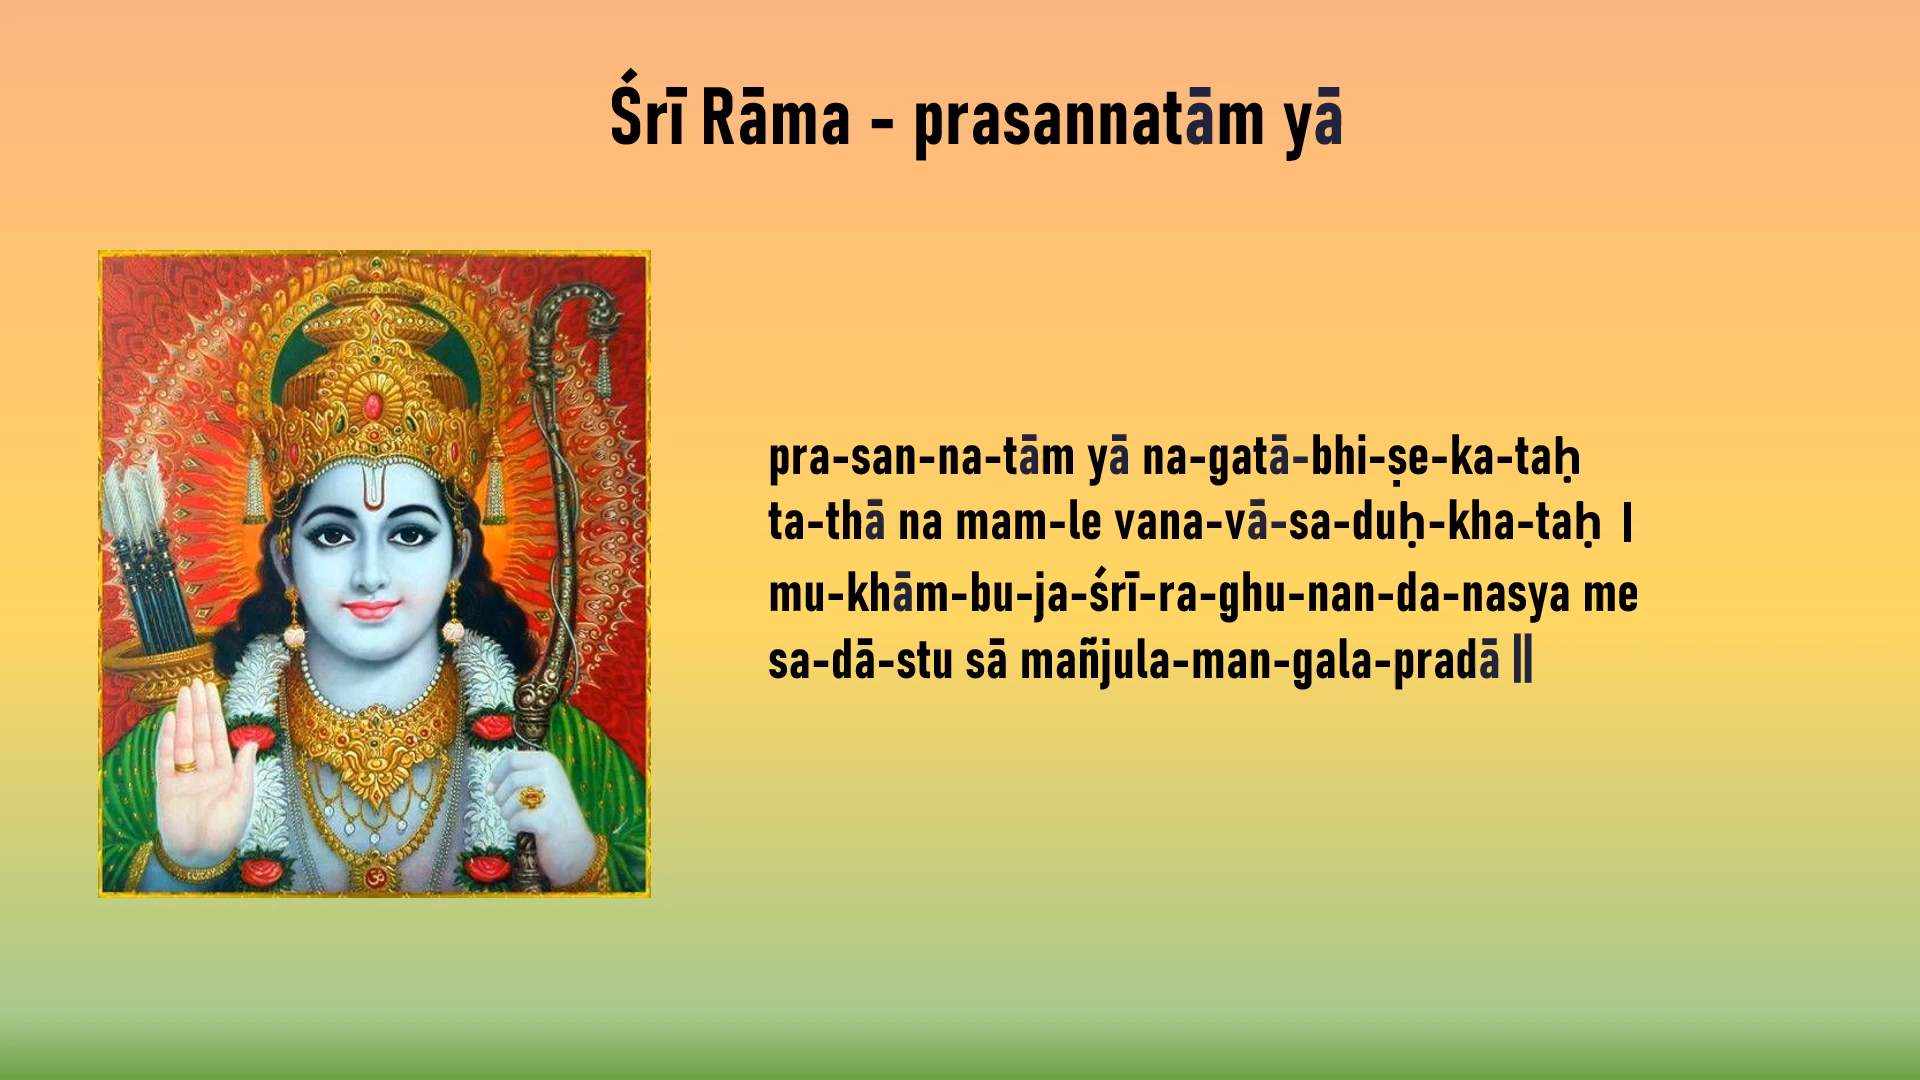 Śrī Rāma - prasannatām yā
pra-san-na-tām yā na-gatā-bhi-ṣe-ka-taḥ
ta-thā na mam-le vana-vā-sa-duḥ-kha-taḥ |
mu-khām-bu-ja-śrī-ra-ghu-nan-da-nasya me
sa-dā-stu sā mañjula-man-gala-pradā ||
ॐ